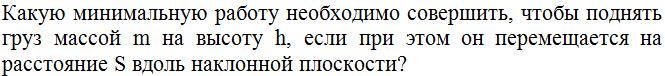 Какую минимальную работу необходимо совершить, чтобы поднять
груз массой m на высоту h, если при этом он перемещается на
расстояние S вдоль наклонной плоскости?